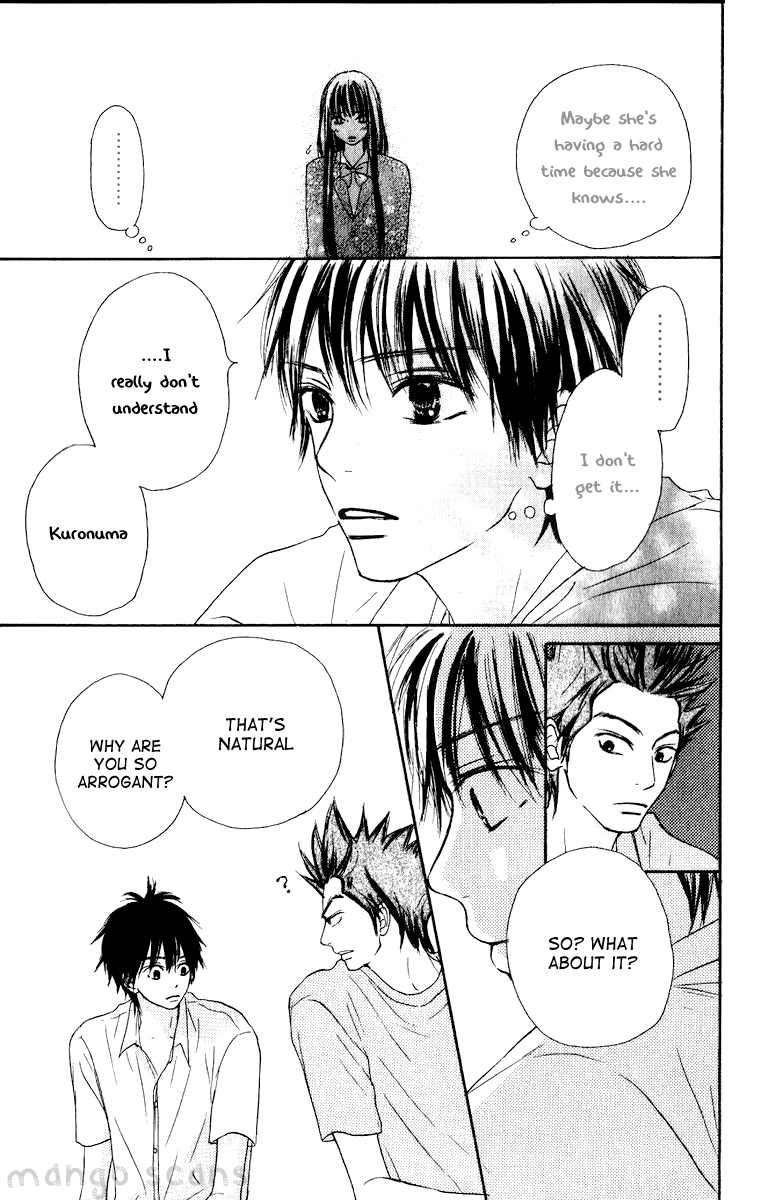 Maybe she's
having a hard
time because she
knows....
.........
.........
I don't
get it...
....I
really don't
understand
Kuronuma
SO? WHAT
ABOUT IT?
THAT'S
NATURAL
WHY ARE
YOU SO
ARROGANT?
?
mango scans